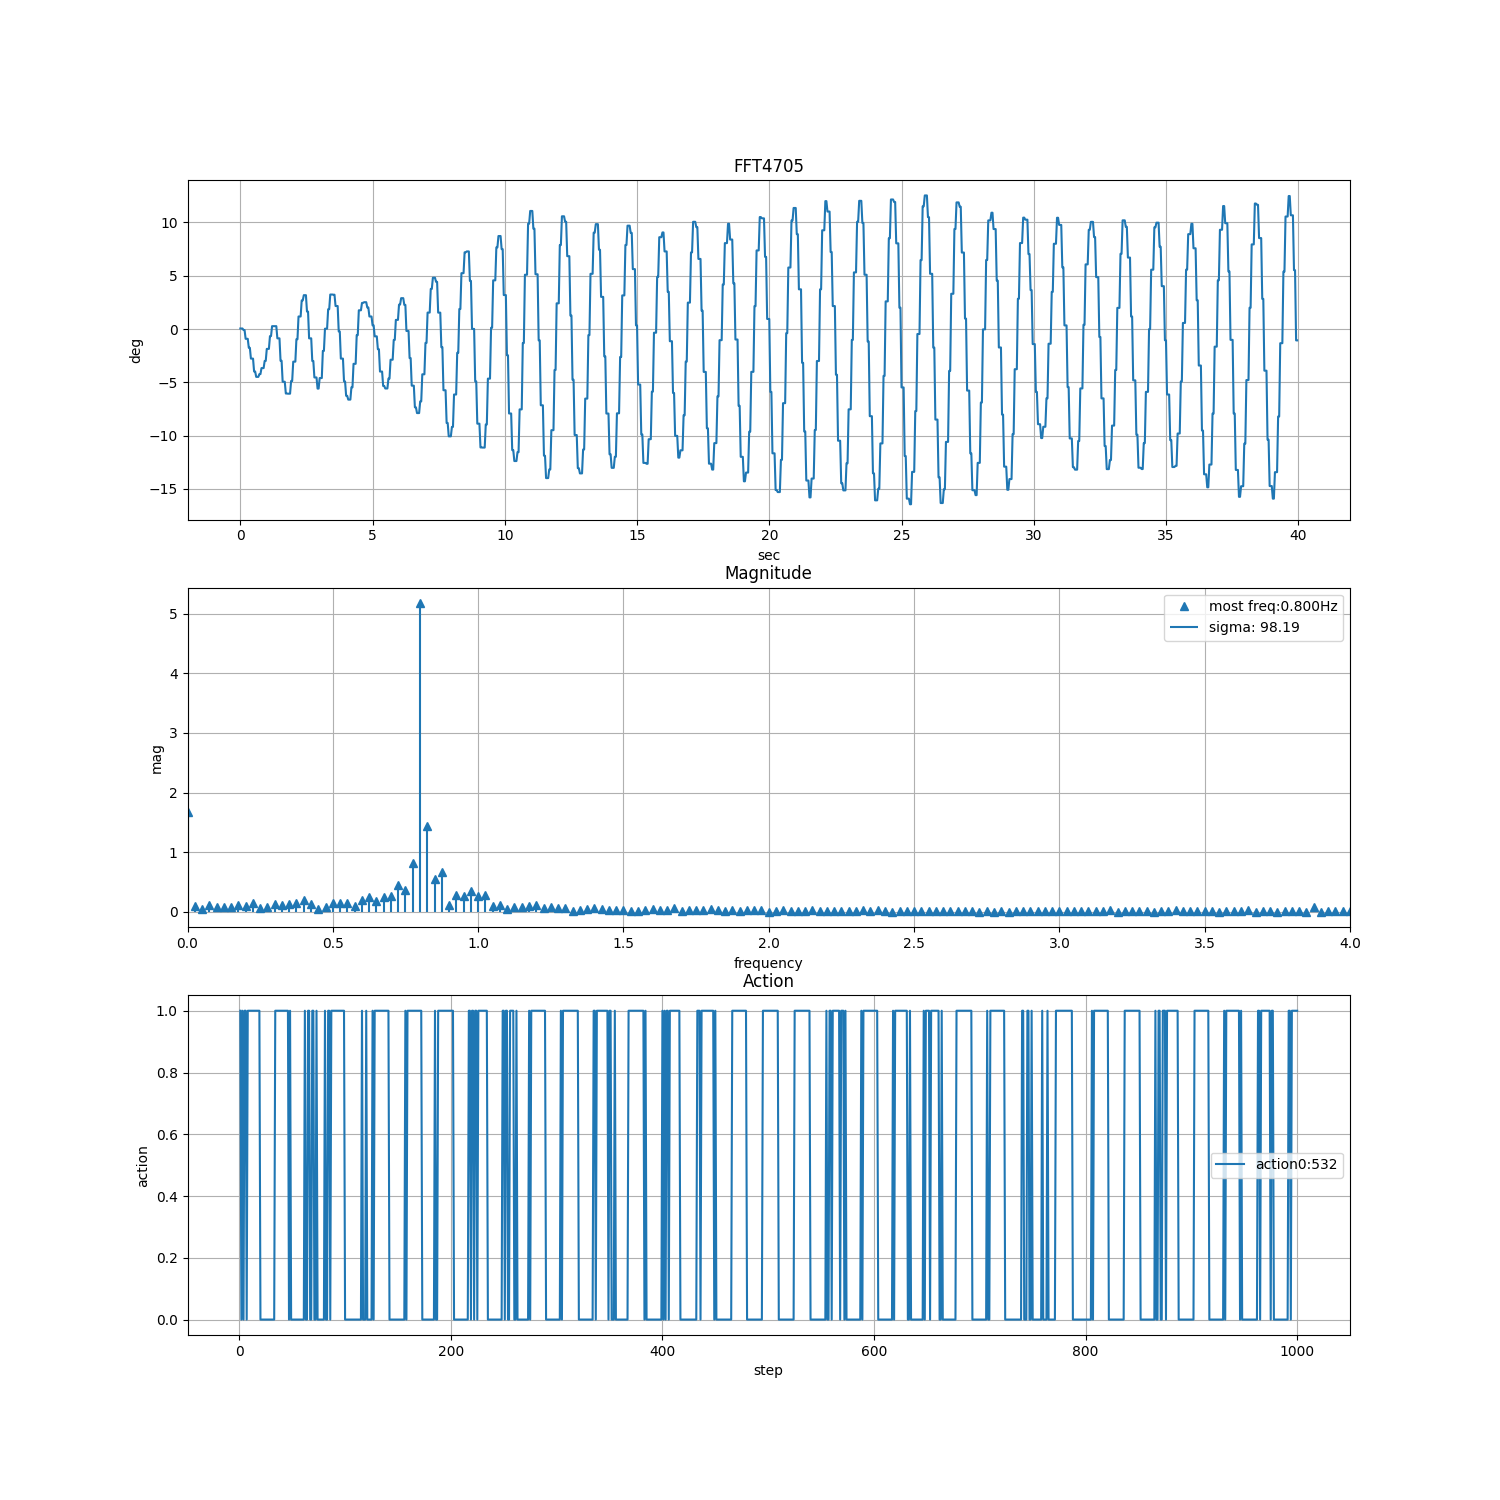 FFT4705
10
5
0
−5
−10
−15
deg
0 5 10 15 20 25 30 35 40
sec
Magnitude
most freq:0.800Hz
sigma: 98.19
5
4
3
2
1
0
mag
0.0 0.5 1.0 1.5 2.0 2.5 3.0 3.5 4.0
frequency
Action
1.0
0.8
0.6
0.4
0.2
0.0
action
action0:532
0 200 400 600 800 1000
step